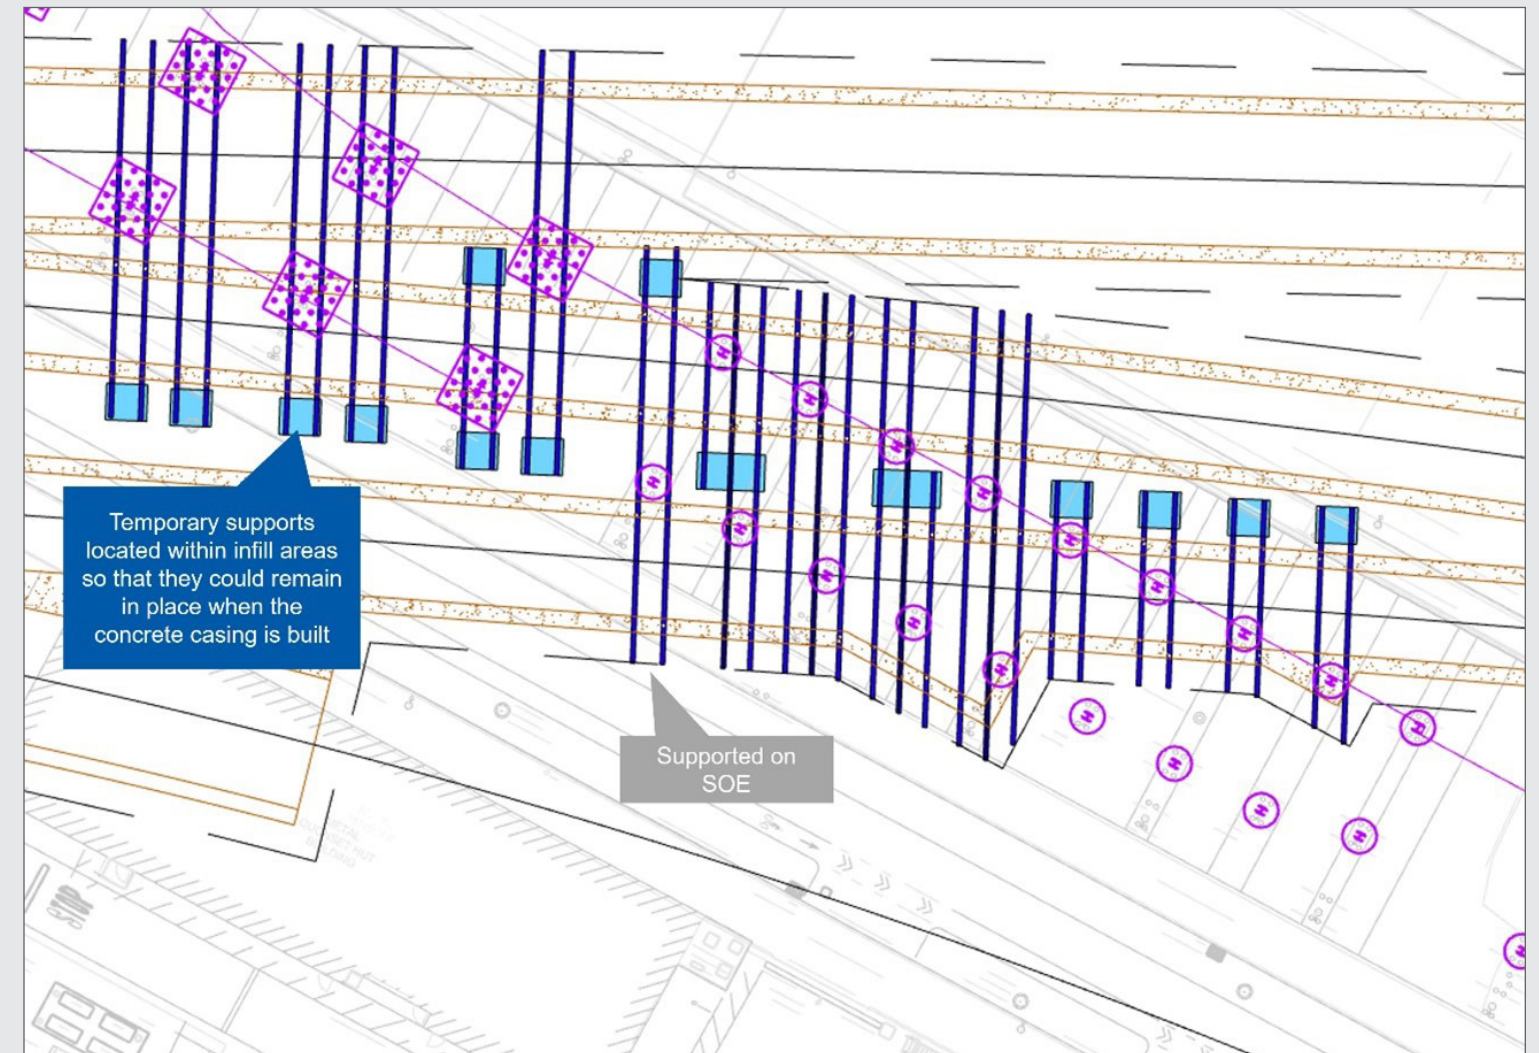 Temporary supports
located within infill areas
so that they could remain
in place when the
concrete casing is built
Supported on
SOE